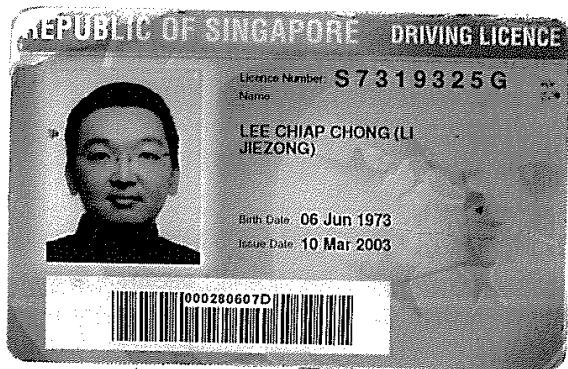 REPUBLIC OF SINGAPORE DRIVING LICENCE
Licence Number: S7319325G
Name
LEE CHIAP CHONG (LI
JIEZONG)
Birth Date 06 Jun 1973
Issue Date 10 Mar 2003
000280607D